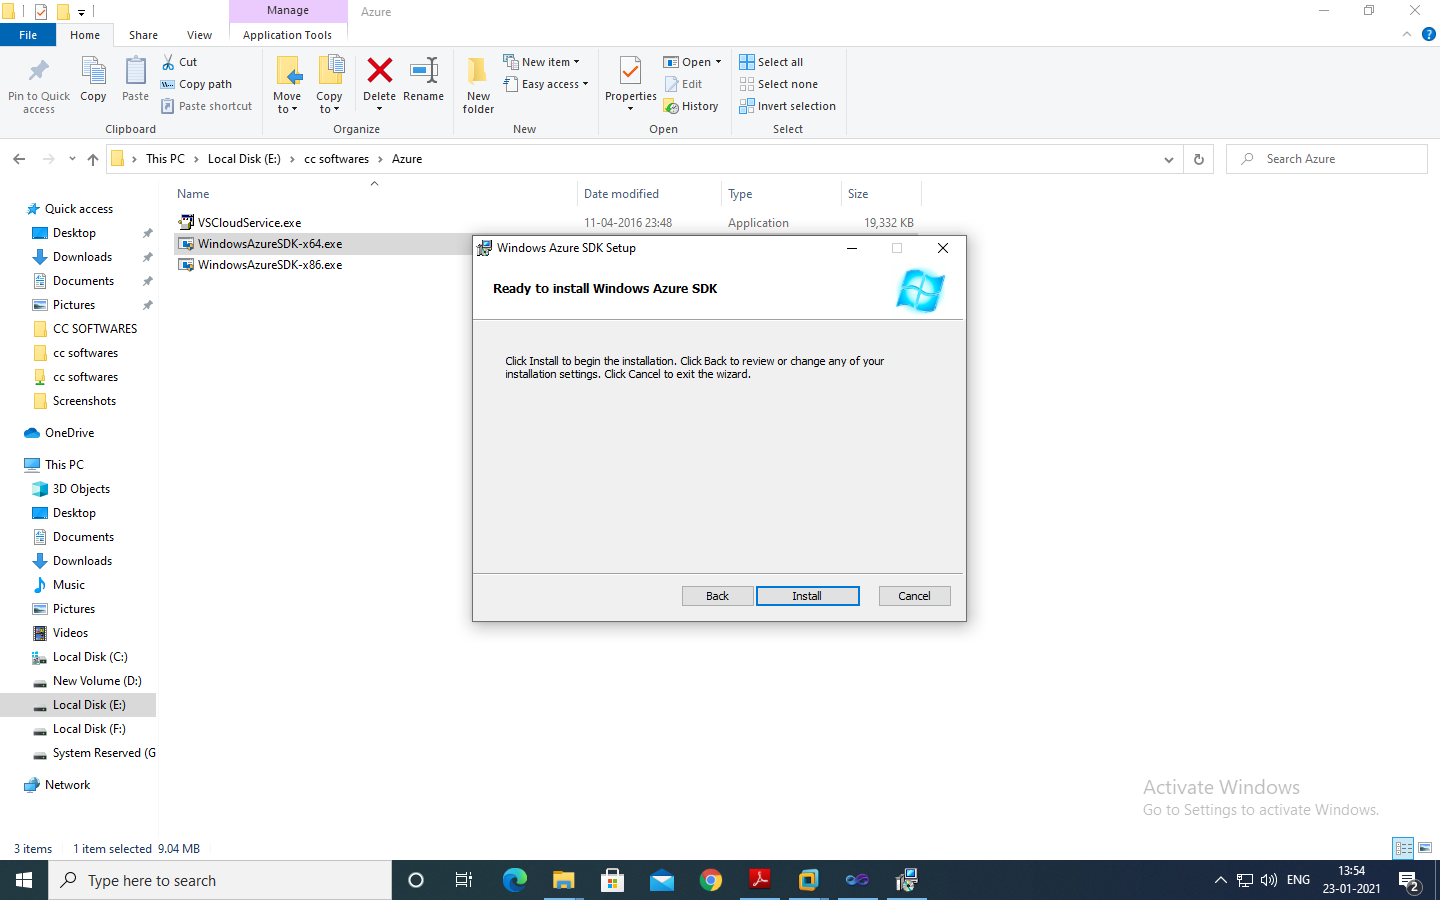 Manage
Azure
File
Home
Share
View
Application Tools
Pin to Quick access
Copy
Paste
Cut
Copy path
Paste shortcut
Clipboard
Move to
Copy to
Delete
Rename
Organize
New folder
New item
Easy access
New
Properties
Open
Edit
History
Open
Select all
Select none
Invert selection
Select
This PC
Local Disk (E:)
cc softwares
Azure
Search Azure
Quick access
Desktop
Downloads
Documents
Pictures
CC SOFTWARES
cc softwares
cc softwares
Screenshots
OneDrive
This PC
3D Objects
Desktop
Documents
Downloads
Music
Pictures
Videos
Local Disk (C:)
New Volume (D:)
Local Disk (E:)
Local Disk (F:)
System Reserved (G
Network
Name
Date modified
Type
Size
VSCloudService.exe
11-04-2016 23:48
Application
19,332 KB
WindowsAzureSDK-x64.exe
WindowsAzureSDK-x86.exe
Windows Azure SDK Setup
Ready to install Windows Azure SDK
Click Install to begin the installation. Click Back to review or change any of your
installation settings. Click Cancel to exit the wizard.
Back
Install
Cancel
Activate Windows
Go to Settings to activate Windows.
3 items
1 item selected 9.04 MB
Type here to search
ENG
13:54
23-01-2021
2